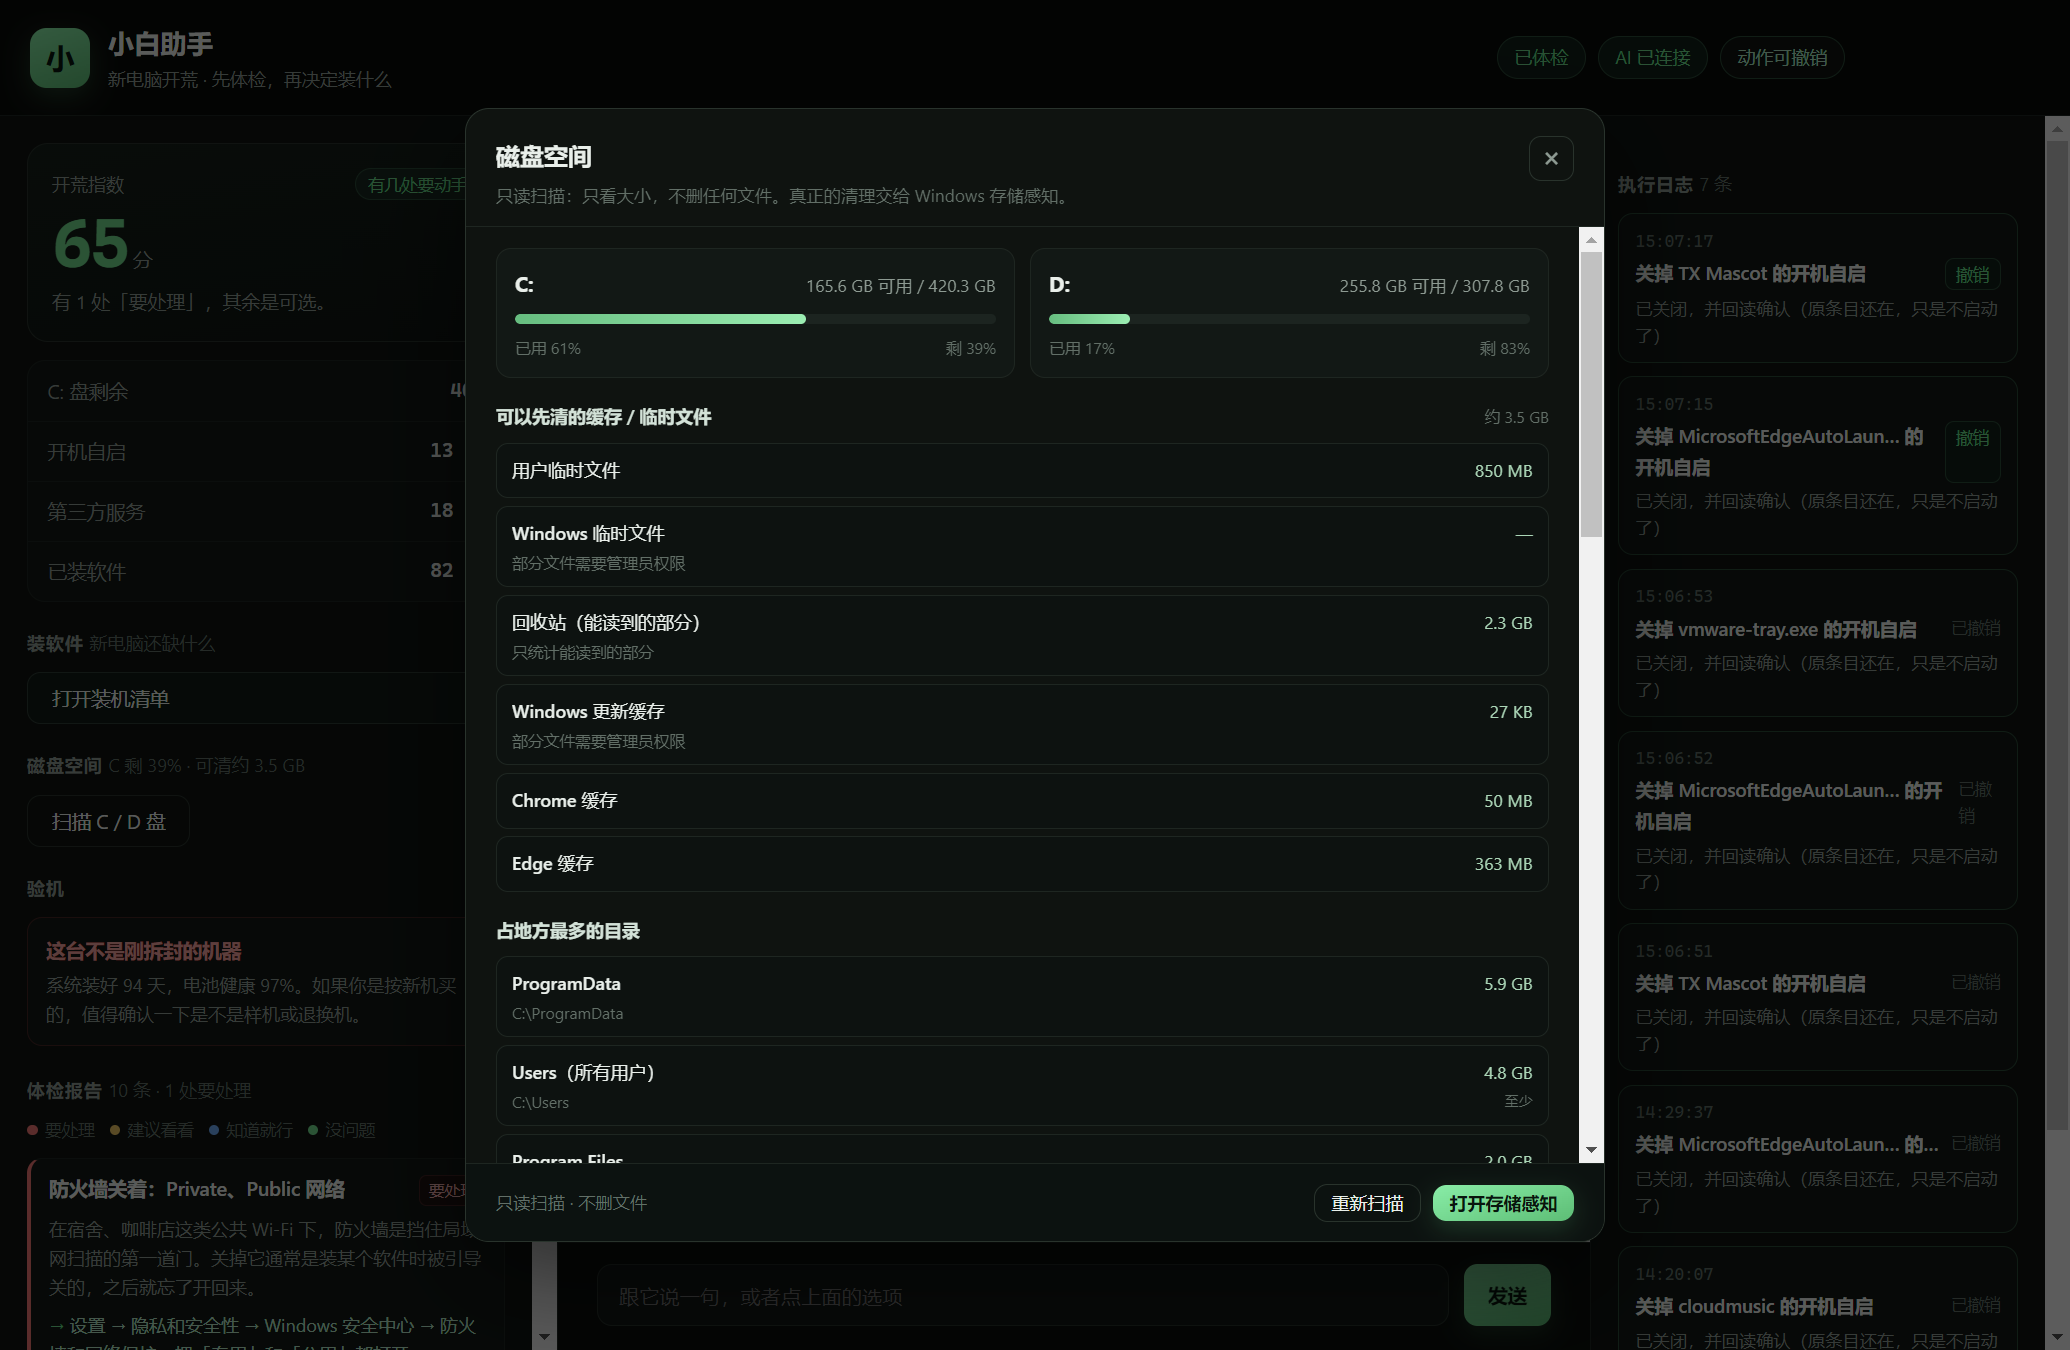 小
小白助手
新电脑开荒 · 先体检，再决定装什么
已体检
AI 已连接
动作可撤销
开荒指数
有几处要动手
65 分
有 1 处「要处理」，其余是可选。
C: 盘剩余
开机自启 13
第三方服务 18
已装软件 82
装软件 新电脑还缺什么
打开装机清单
磁盘空间 C 剩 39% · 可清约 3.5 GB
扫描 C / D 盘
验机
这台不是刚拆封的机器
系统装好 94 天，电池健康 97%。如果你是按新机买
的，值得确认一下是不是样机或退换机。
体检报告 10 条 · 1 处要处理
要处理 建议看看 知道就行 没问题
防火墙关着：Private、Public 网络
在宿舍、咖啡店这类公共 Wi-Fi 下，防火墙是挡住局域
网扫描的第一道门。关掉它通常是装某个软件时被引导
关的，之后就忘了开回来。
→ 设置 → 隐私和安全性 → Windows 安全中心 → 防火
磁盘空间
×
只读扫描：只看大小，不删任何文件。真正的清理交给 Windows 存储感知。
C: 165.6 GB 可用 / 420.3 GB
已用 61% 剩 39%
D: 255.8 GB 可用 / 307.8 GB
已用 17% 剩 83%
可以先清的缓存 / 临时文件 约 3.5 GB
用户临时文件 850 MB
Windows 临时文件 —
部分文件需要管理员权限
回收站（能读到的部分） 2.3 GB
只统计能读到的部分
Windows 更新缓存 27 KB
部分文件需要管理员权限
Chrome 缓存 50 MB
Edge 缓存 363 MB
占地方最多的目录
ProgramData 5.9 GB
C:\ProgramData
Users（所有用户） 4.8 GB
C:\Users 至少
Program Files 2.0 GB
只读扫描 · 不删文件
重新扫描
打开存储感知
跟它说一句，或者点上面的选项
发送
执行日志 7 条
15:07:17
关掉 TX Mascot 的开机自启 撤销
已关闭，并回读确认（原条目还在，只是不启动
了）
15:07:15
关掉 MicrosoftEdgeAutoLaun... 的 撤销
开机自启
已关闭，并回读确认（原条目还在，只是不启动
了）
15:06:53
关掉 vmware-tray.exe 的开机自启 已撤销
已关闭，并回读确认（原条目还在，只是不启动
了）
15:06:52
关掉 MicrosoftEdgeAutoLaun... 的开 已撤
机自启 销
已关闭，并回读确认（原条目还在，只是不启动
了）
15:06:51
关掉 TX Mascot 的开机自启 已撤销
已关闭，并回读确认（原条目还在，只是不启动
了）
14:29:37
关掉 MicrosoftEdgeAutoLaun... 的... 已撤销
已关闭，并回读确认（原条目还在，只是不启动
了）
14:20:07
关掉 cloudmusic 的开机自启 已撤销
已关闭，并回读确认（原条目还在，只是不启动